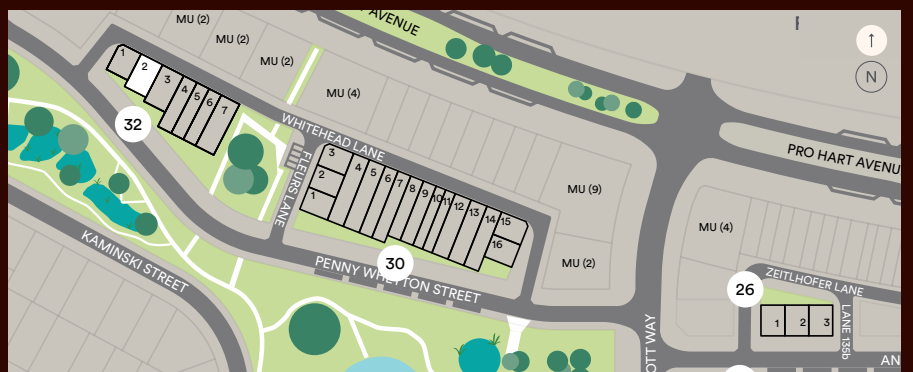 AVENUE
MU (2)
MU (2)
MU (2)
MU (4)
↑
N
1
2
3
4
5
6
7
32
WHITEHEAD LANE
FLEURS LANE
3
2
1
4
5
6
7
8
9
10
11
12
13
14
15
16
MU (9)
MU (2)
PRO HART AVENU
MU (4)
30
PENNY WHETTON STREET
KAMINSKI STREET
26
ZEITLHOFER LANE
1
2
3
LANE 135b
OTT WAY
AN